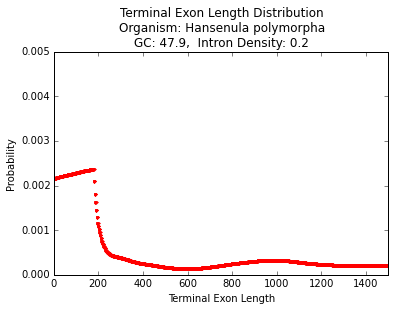 Terminal Exon Length Distribution
Organism: Hansenula polymorpha
GC: 47.9,  Intron Density: 0.2
0.005
0.004
0.003
0.002
0.001
0.000
Probability
0 200 400 600 800 1000 1200 1400
Terminal Exon Length